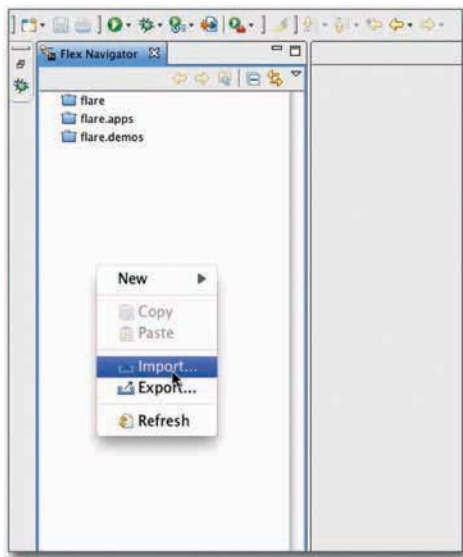 Flex Navigator
flare
flare.apps
flare.demos
New
Copy
Paste
Import...
Export...
Refresh